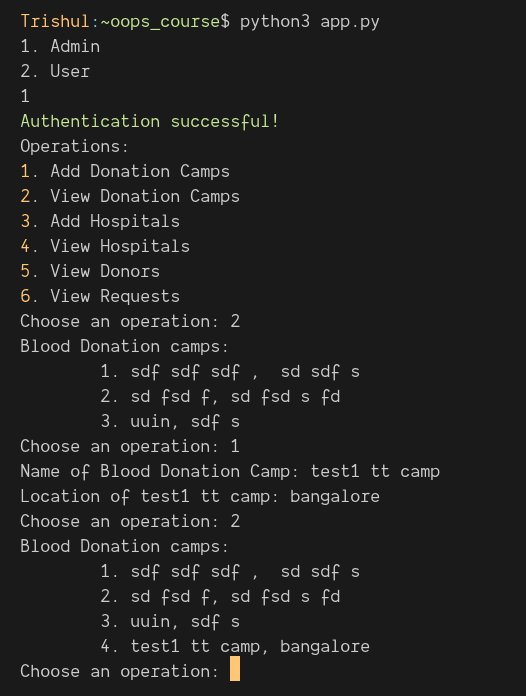 Trishul:~oops_course$ python3 app.py
1. Admin
2. User
1
Authentication successful!
Operations:
1. Add Donation Camps
2. View Donation Camps
3. Add Hospitals
4. View Hospitals
5. View Donors
6. View Requests
Choose an operation: 2
Blood Donation camps:
        1. sdf sdf sdf ,  sd sdf s
        2. sd fsd f, sd fsd s fd
        3. uuin, sdf s
Choose an operation: 1
Name of Blood Donation Camp: test1 tt camp
Location of test1 tt camp: bangalore
Choose an operation: 2
Blood Donation camps:
        1. sdf sdf sdf ,  sd sdf s
        2. sd fsd f, sd fsd s fd
        3. uuin, sdf s
        4. test1 tt camp, bangalore
Choose an operation: